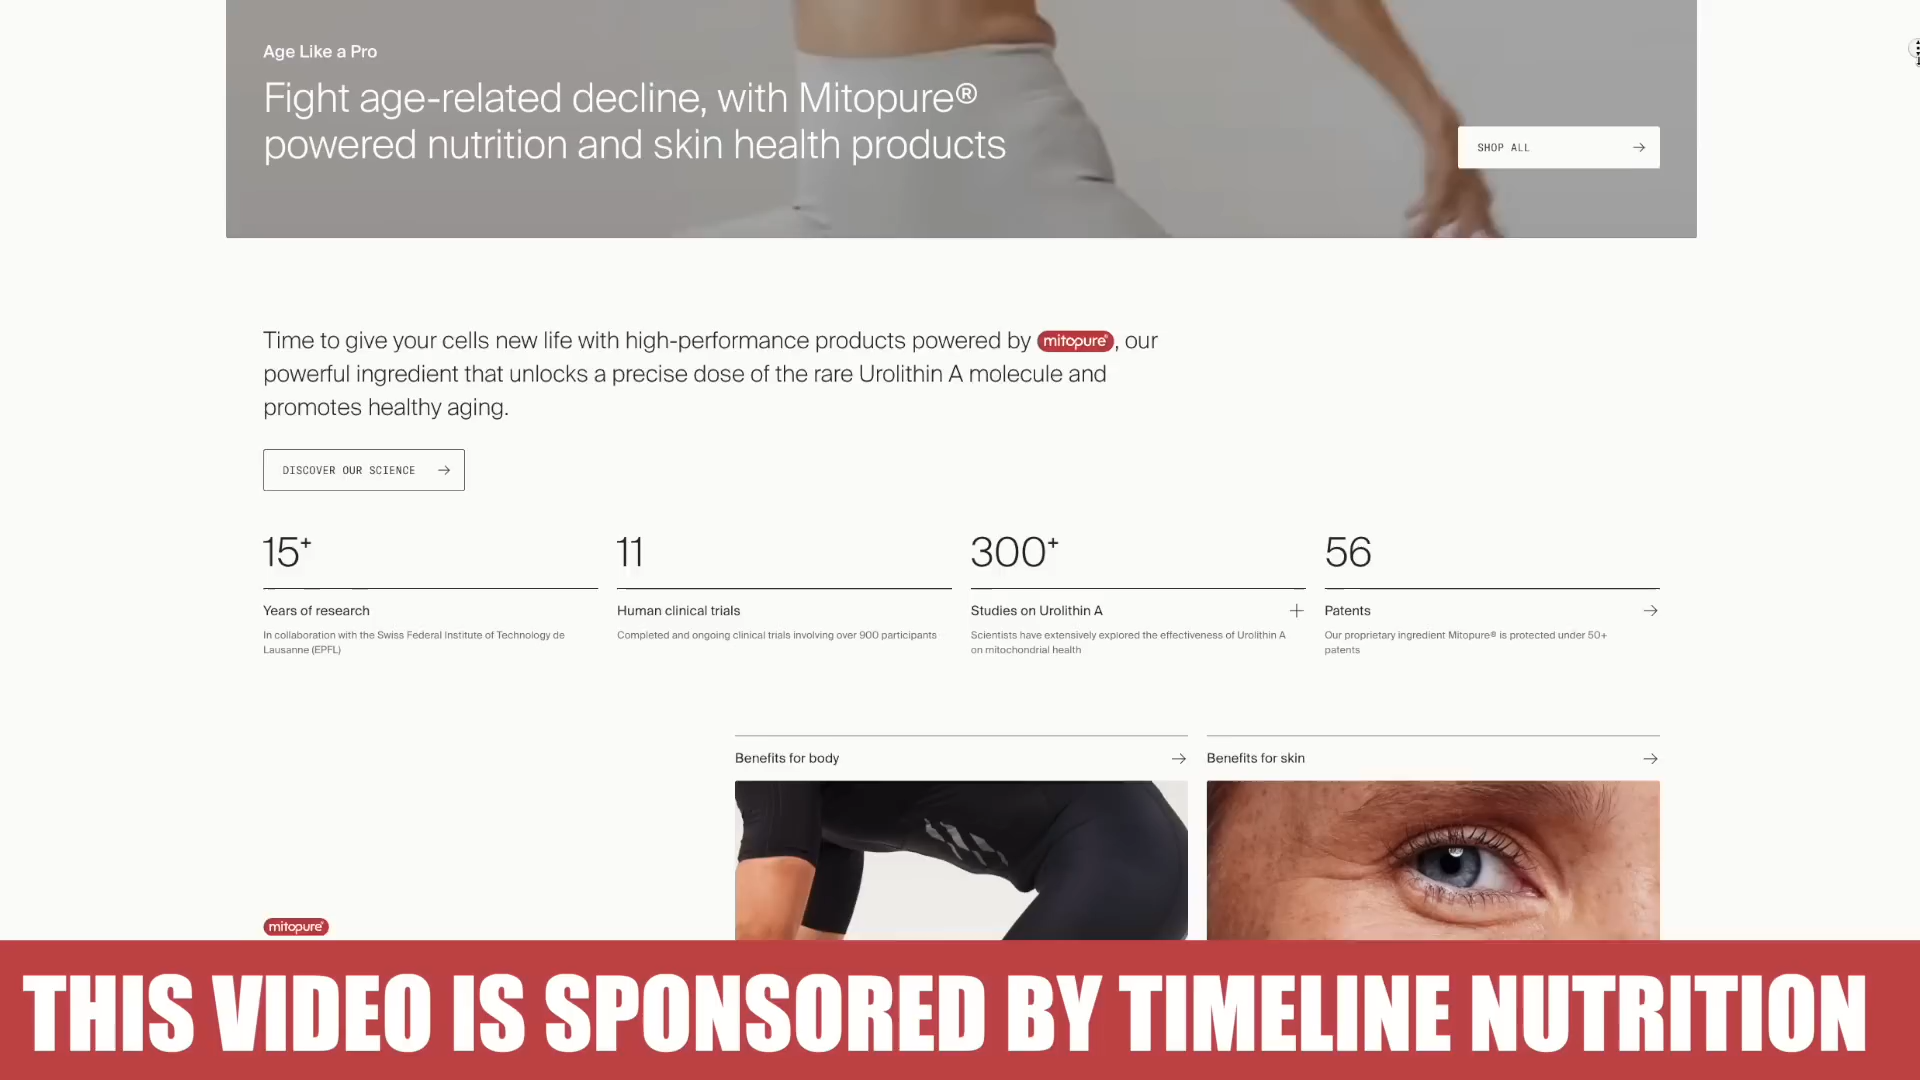 Age Like a Pro
Fight age-related decline, with Mitopure®
powered nutrition and skin health products
SHOP ALL
Time to give your cells new life with high-performance products powered by mitopure®, our
powerful ingredient that unlocks a precise dose of the rare Urolithin A molecule and
promotes healthy aging.
DISCOVER OUR SCIENCE
15+
Years of research
In collaboration with the Swiss Federal Institute of Technology de
Lausanne (EPFL)
11
Human clinical trials
Completed and ongoing clinical trials involving over 900 participants
300+
Studies on Urolithin A
Scientists have extensively explored the effectiveness of Urolithin A
on mitochondrial health
56
Patents
Our proprietary ingredient Mitopure® is protected under 50+
patents
Benefits for body
Benefits for skin
mitopure®
THIS VIDEO IS SPONSORED BY TIMELINE NUTRITION